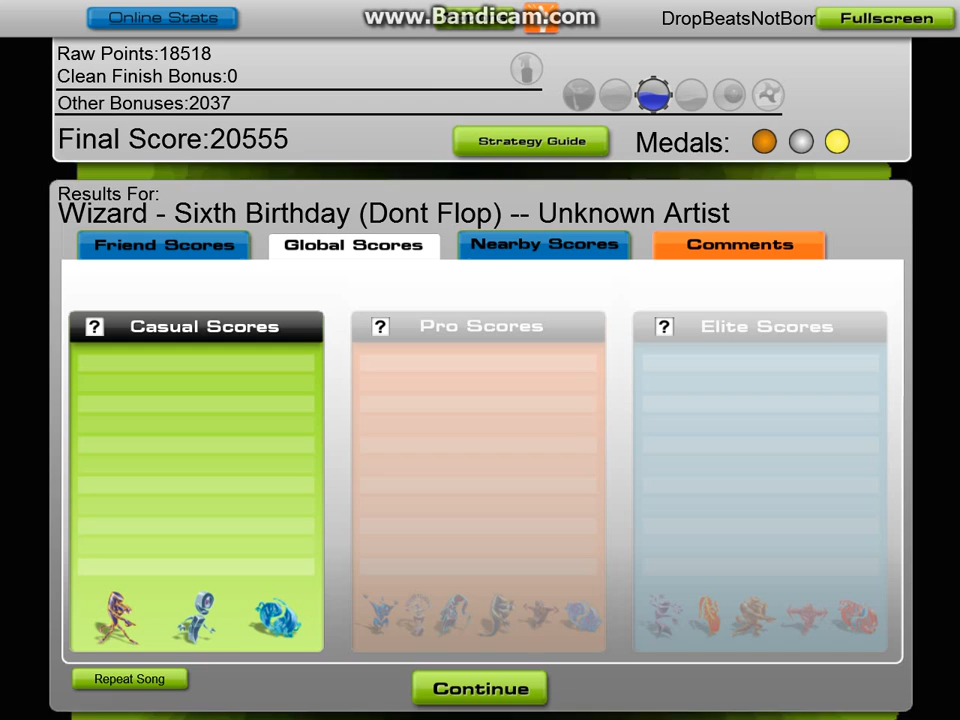 Online Stats
www.Bandicam.com
DropBeatsNotBom
Fullscreen
Raw Points:18518
Clean Finish Bonus:0
Other Bonuses:2037
Final Score:20555
Strategy Guide
Medals:
Results For:
Wizard - Sixth Birthday (Dont Flop) -- Unknown Artist
Friend Scores
Global Scores
Nearby Scores
Comments
? Casual Scores
? Pro Scores
? Elite Scores
Repeat Song
Continue